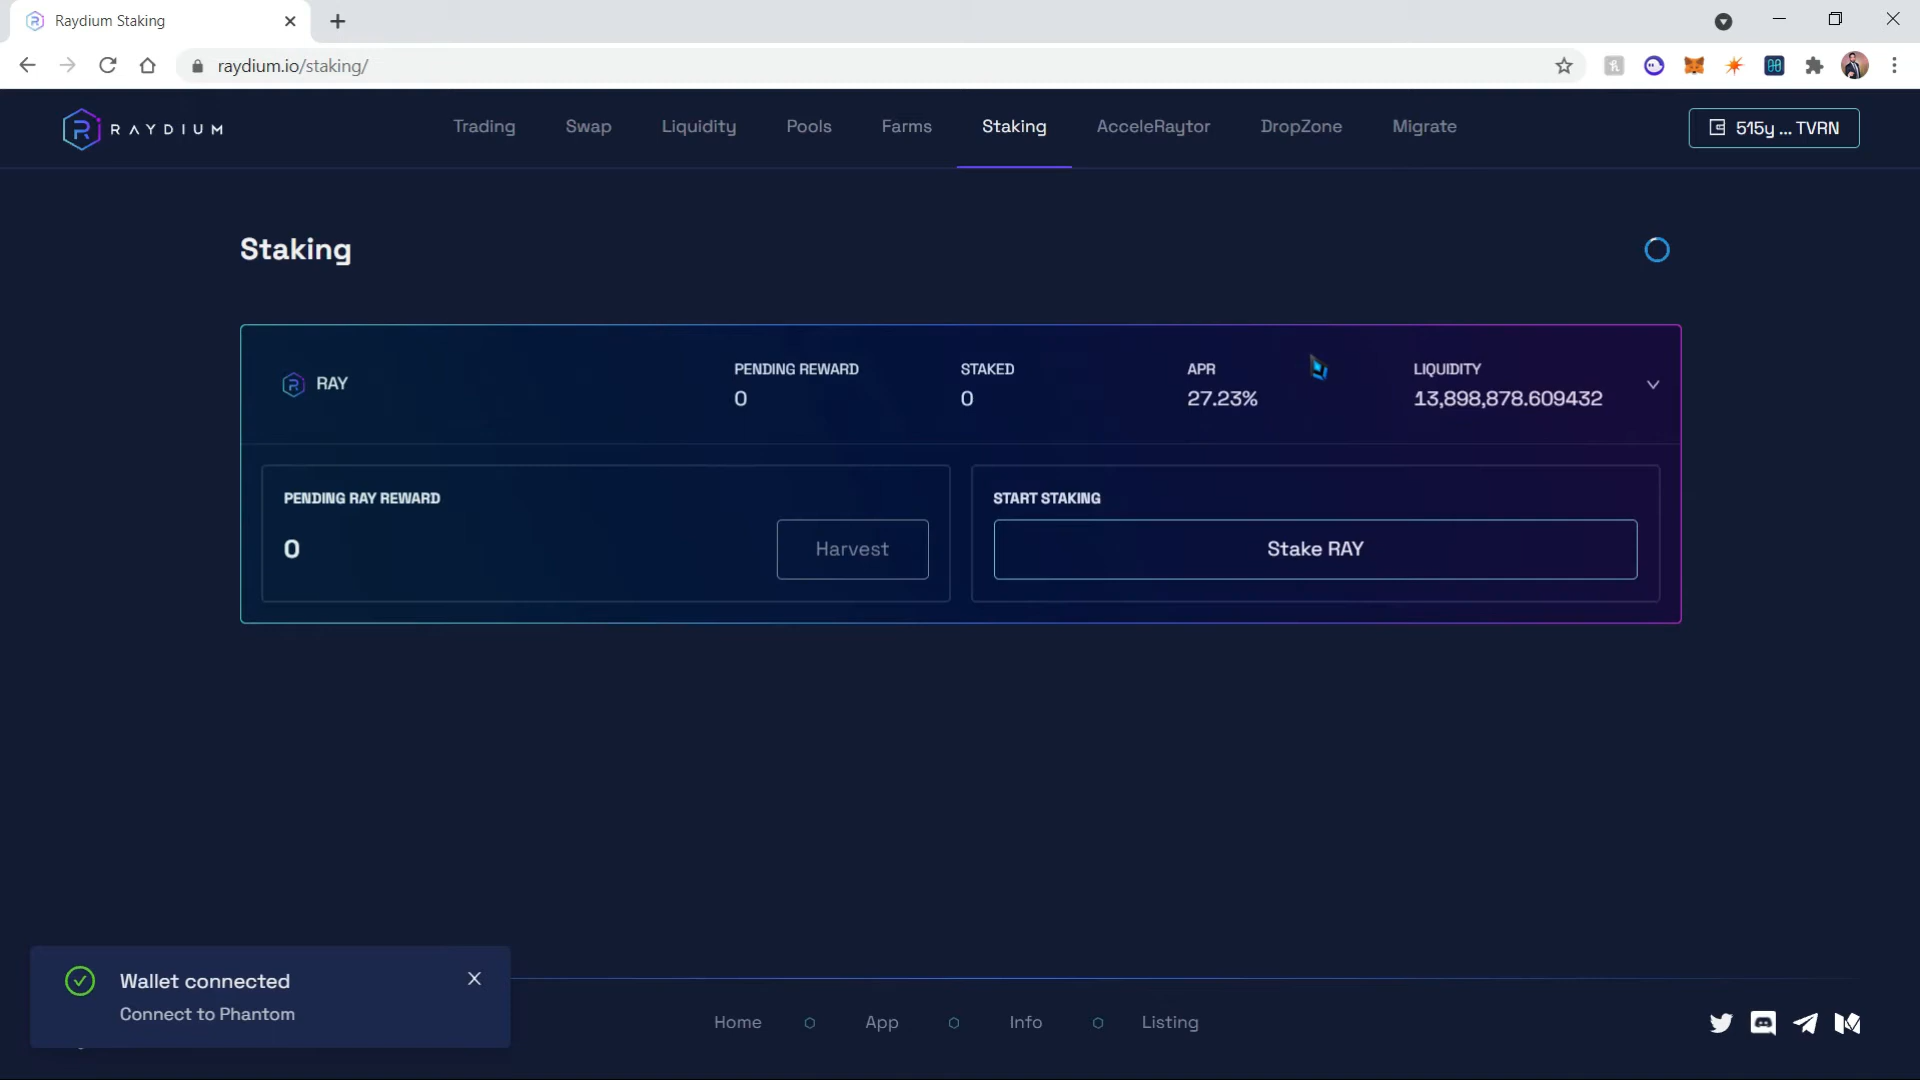 Raydium Staking
raydium.io/staking/
RAYDIUM
Trading
Swap
Liquidity
Pools
Farms
Staking
AcceleRaytor
DropZone
Migrate
515y ... TVRN
Staking
RAY
PENDING REWARD
0
STAKED
0
APR
27.23%
LIQUIDITY
13,898,878.609432
PENDING RAY REWARD
0
Harvest
START STAKING
Stake RAY
Wallet connected
Connect to Phantom
Home
App
Info
Listing